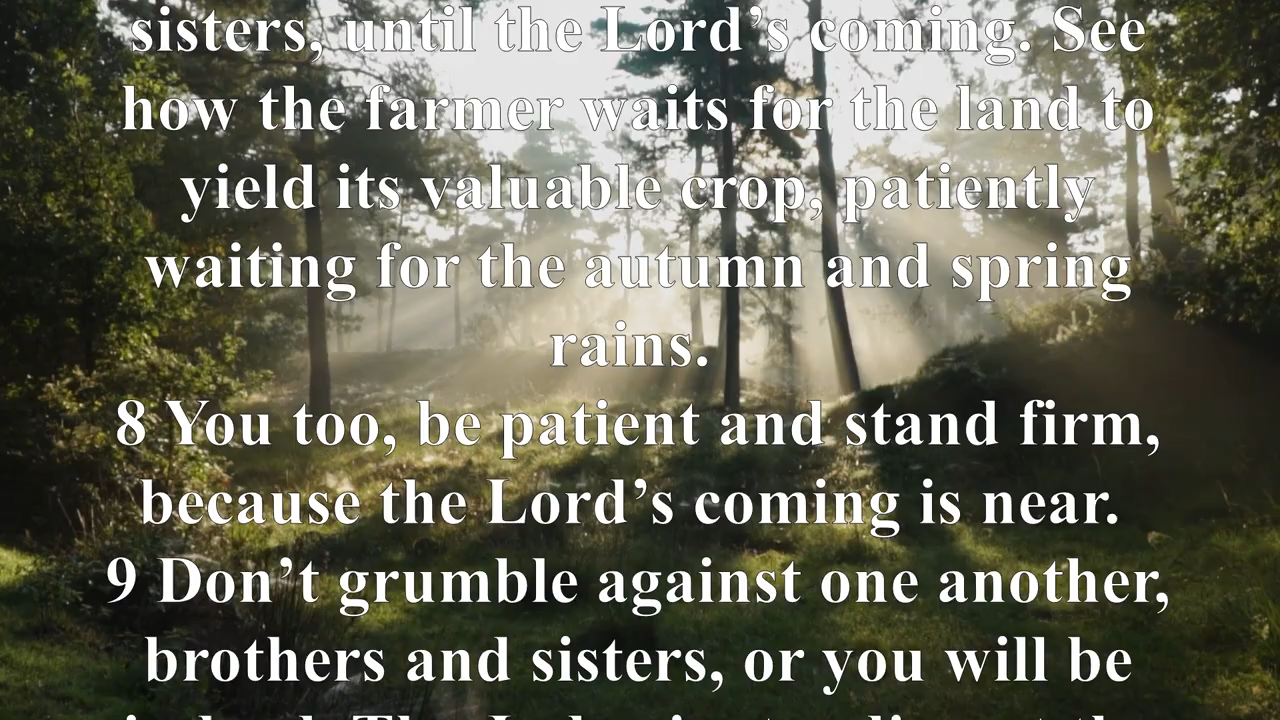 sisters, until the Lord’s coming. See
how the farmer waits for the land to
yield its valuable crop, patiently
waiting for the autumn and spring
rains.
8 You too, be patient and stand firm,
because the Lord’s coming is near.
9 Don’t grumble against one another,
brothers and sisters, or you will be